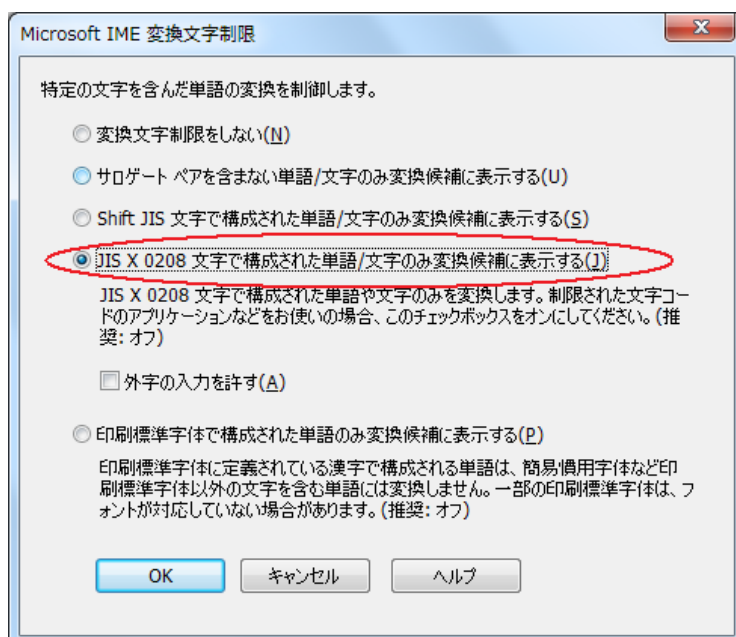 Microsoft IME 変換文字制限
特定の文字を含んだ単語の変換を制御します。
変換文字制限をしない(N)
サロゲート ペアを含まない単語/文字のみ変換候補に表示する(U)
Shift JIS 文字で構成された単語/文字のみ変換候補に表示する(S)
JIS X 0208 文字で構成された単語/文字のみ変換候補に表示する(J)
JIS X 0208 文字で構成された単語や文字のみを変換します。制限された文字コー
ドのアプリケーションなどをお使いの場合、このチェックボックスをオンにしてください。(推
奨: オフ)
外字の入力を許す(A)
印刷標準字体で構成された単語のみ変換候補に表示する(P)
印刷標準字体に定義されている漢字で構成される単語は、簡易慣用字体など印
刷標準字体以外の文字を含む単語には変換しません。一部の印刷標準字体は、フ
ォントが対応していない場合があります。(推奨: オフ)
OK キャンセル ヘルプ